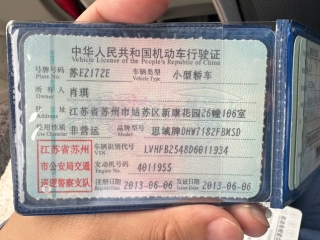 中华人民共和国机动车行驶证
Vehicle License of the People's Republic of China
号牌号码 苏E2172E 车辆类型 小型轿车
Plate No. Vehicle Type
所有人 肖琪
Owner
住址 江苏省苏州市姑苏区新康花园26幢106室
Address
使用性质 非营运 品牌型号 思域牌DHW7182FBMSD
Use Character Model
江苏省苏州 车辆识别代号 LVHFB2548D6011934
VIN
市公安局交通 发动机号码 4011955
Engine No.
巡逻警察支队 注册日期 2013-06-06 发证日期 2013-06-06
Register Date Issue Date